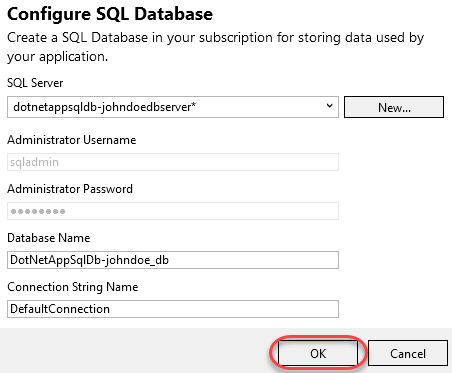 Configure SQL Database
Create a SQL Database in your subscription for storing data used by
your application.
SQL Server
dotnetappsqldb-johndoedbserver*
New...
Administrator Username
sqladmin
Administrator Password
••••••••
Database Name
DotNetAppSqlDb-johndoe_db
Connection String Name
DefaultConnection
OK
Cancel